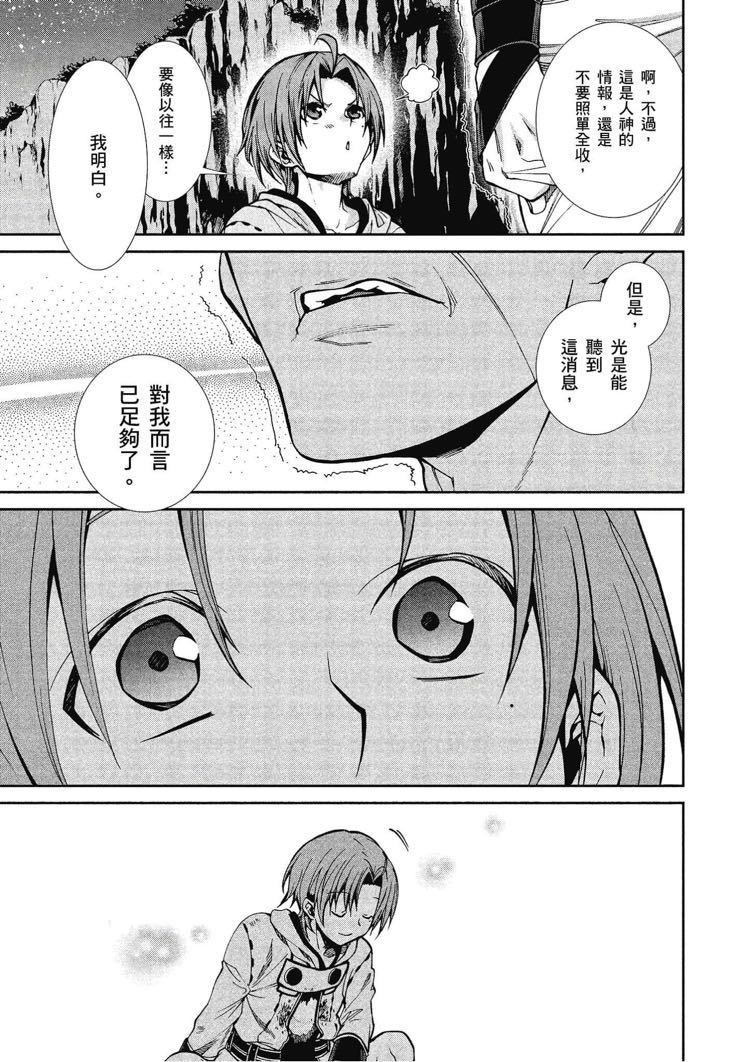 啊，不過，
這是人神的
情報，還是
不要照單全收，
要像以往一樣…
我明白。
但是，
光是能
聽到
這消息，
對我而言
已足夠了。